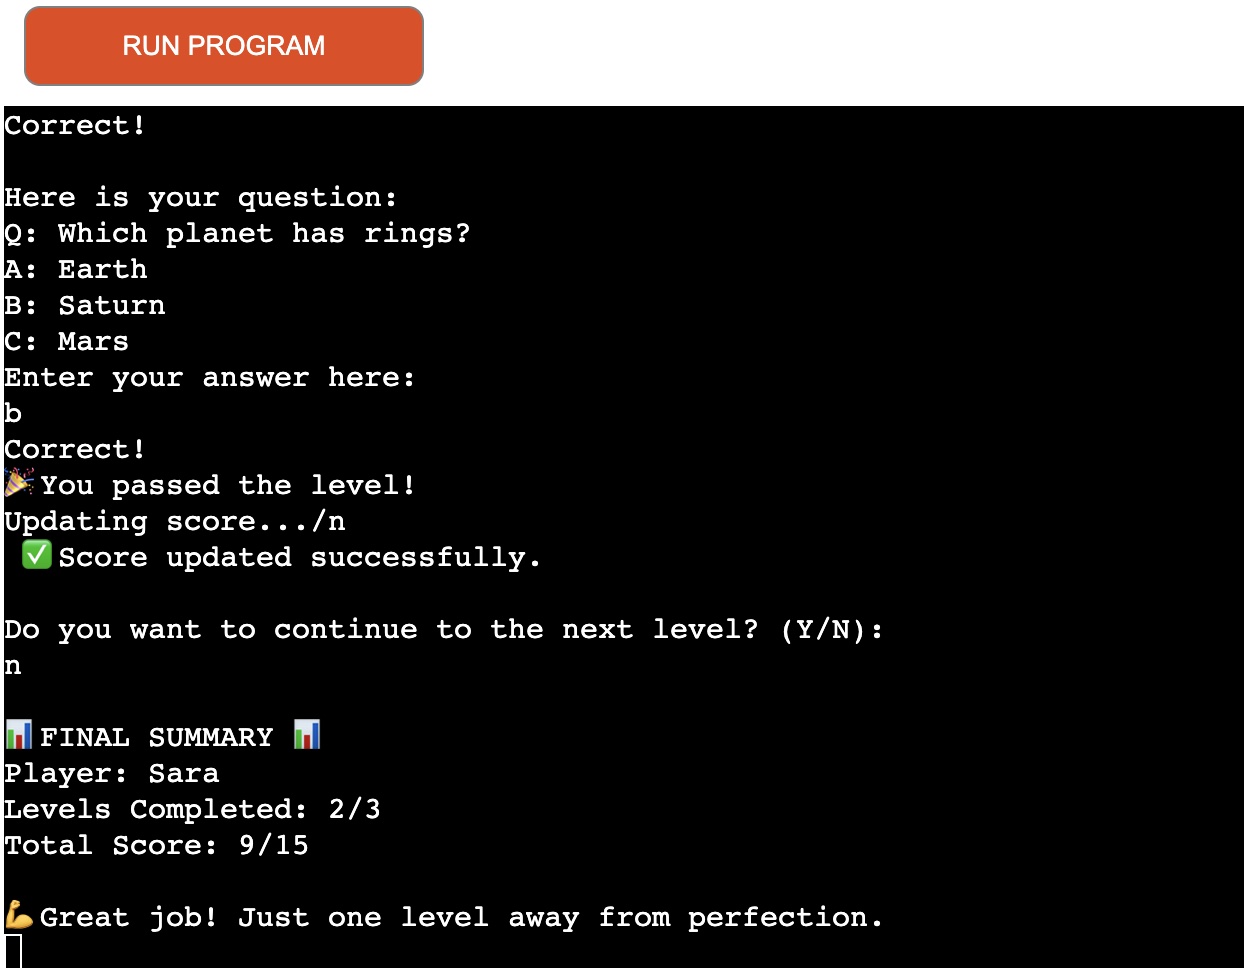 RUN PROGRAM
Correct!
Here is your question:
Q: Which planet has rings?
A: Earth
B: Saturn
C: Mars
Enter your answer here:
b
Correct!
🎉You passed the level!
Updating score.../n
✅Score updated successfully.
Do you want to continue to the next level? (Y/N):
n
📊FINAL SUMMARY 📊
Player: Sara
Levels Completed: 2/3
Total Score: 9/15
💪Great job! Just one level away from perfection.